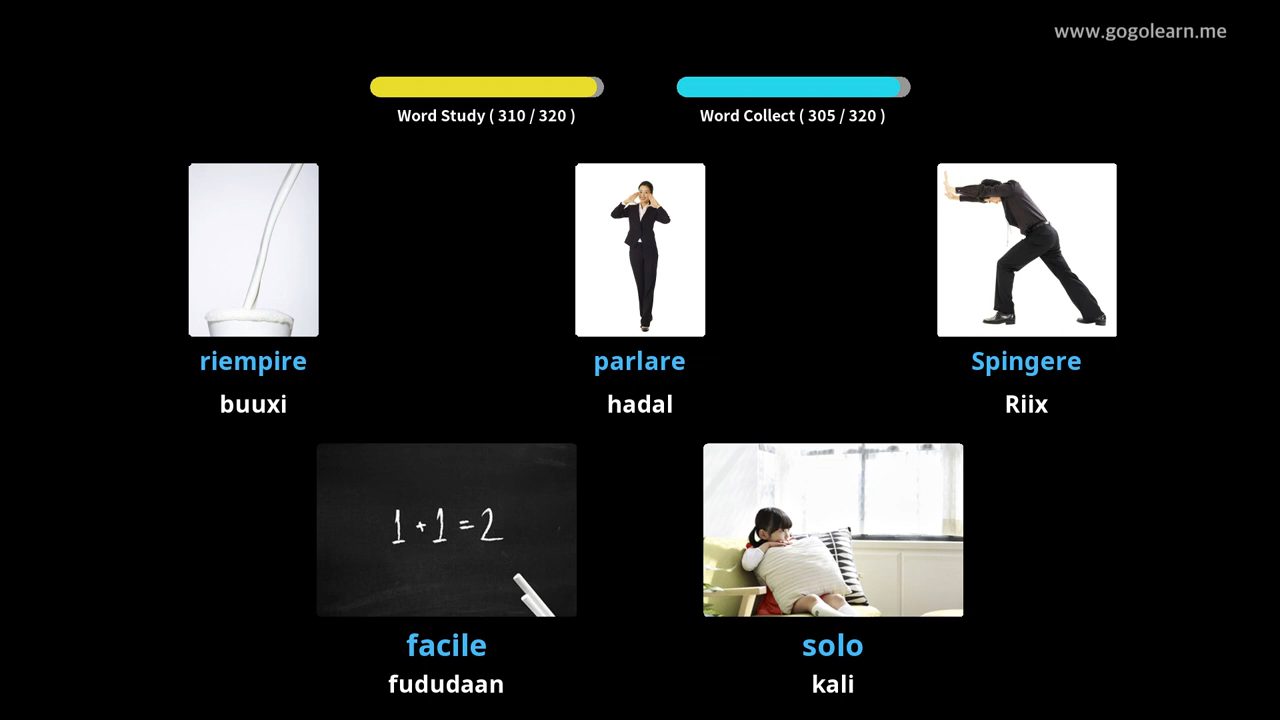 www.gogolearn.me
Word Study ( 310 / 320 )
Word Collect ( 305 / 320 )
riempire
buuxi
parlare
hadal
Spingere
Riix
1 + 1 = 2
facile
fududaan
solo
kali